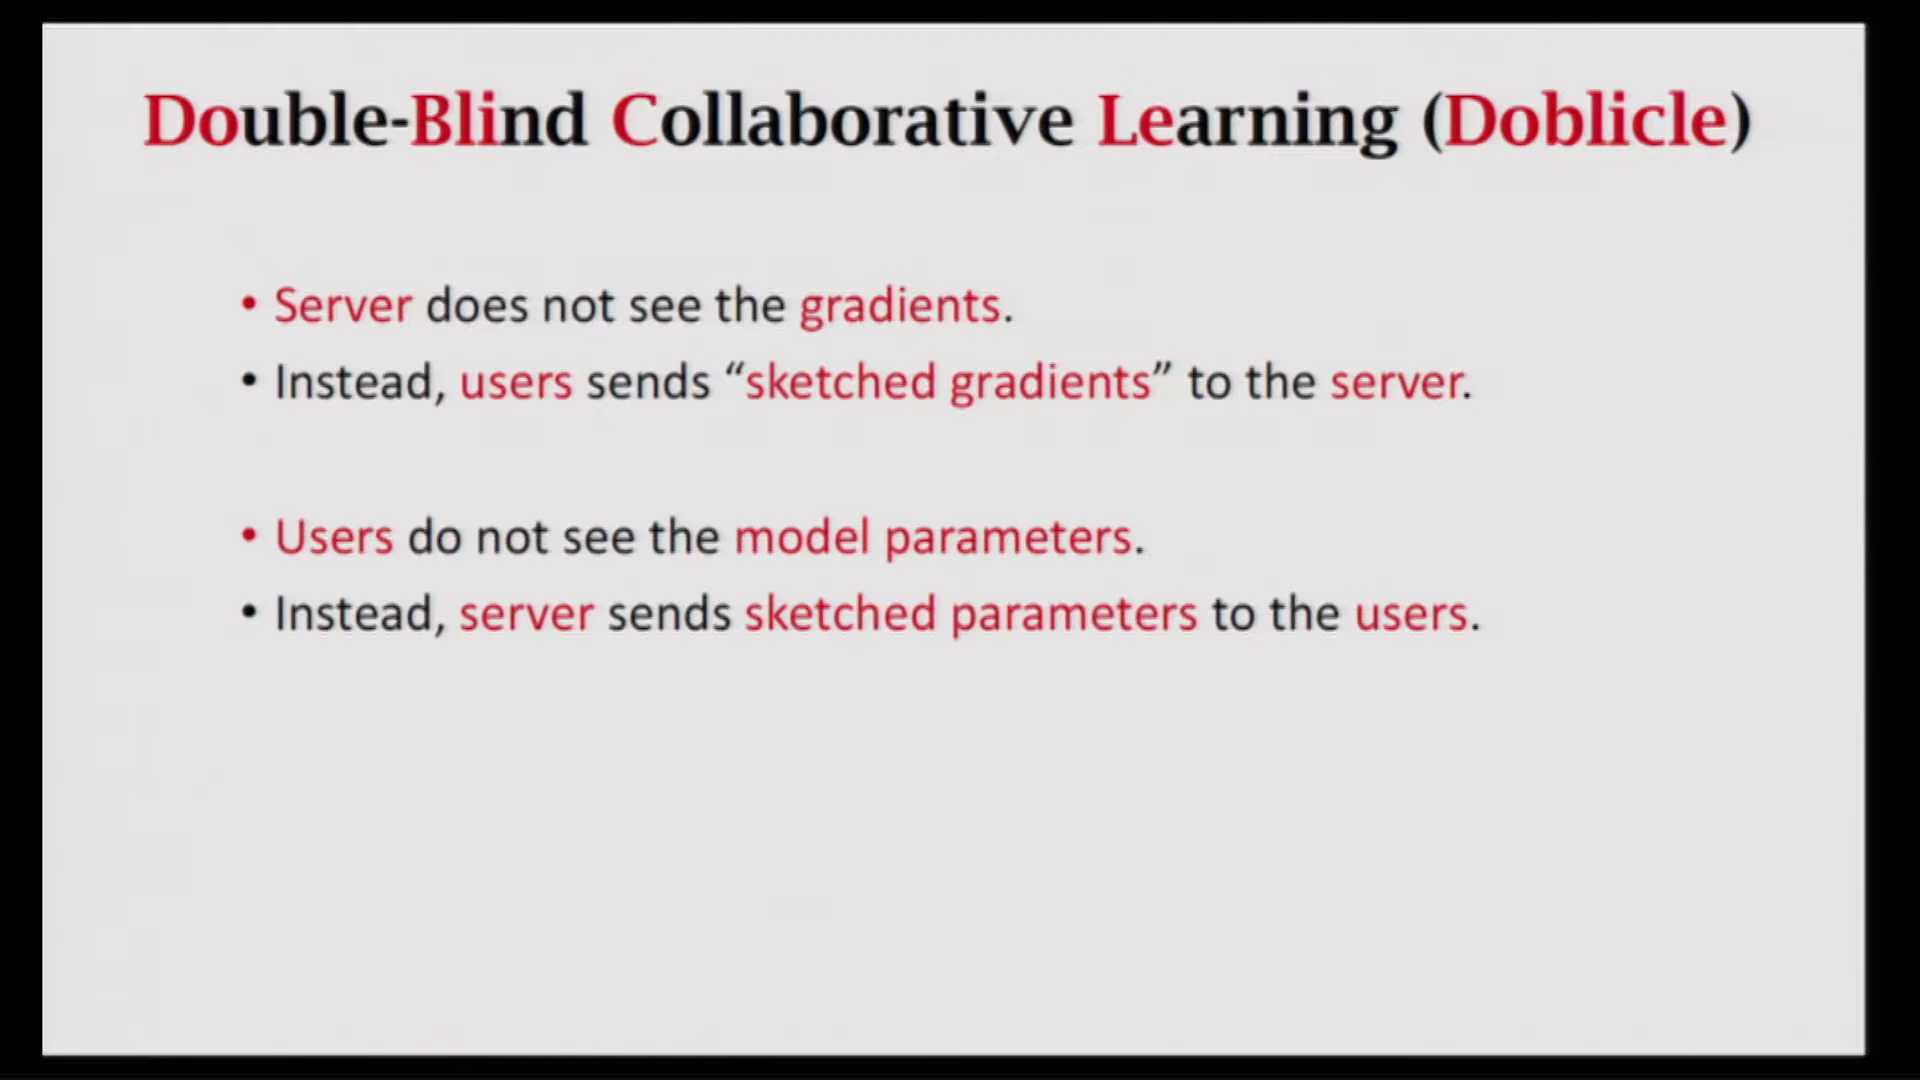 Double-Blind Collaborative Learning (Doblicle)
• Server does not see the gradients.
• Instead, users sends “sketched gradients” to the server.
• Users do not see the model parameters.
• Instead, server sends sketched parameters to the users.